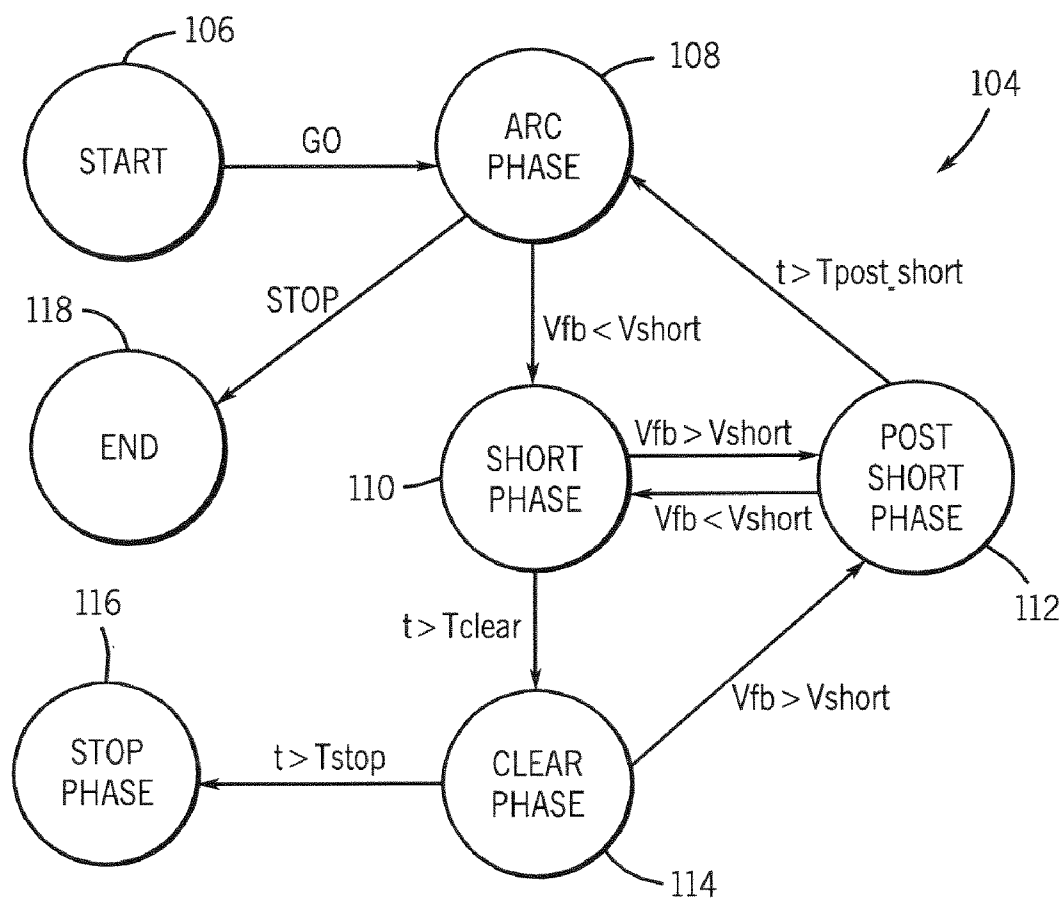 106
108
104
START
GO
ARC
PHASE
t > Tpost_short
STOP
118
Vfb < Vshort
END
110
SHORT
PHASE
Vfb > Vshort
Vfb < Vshort
POST
SHORT
PHASE
112
116
t > Tclear
Vfb > Vshort
STOP
PHASE
t > Tstop
CLEAR
PHASE
114